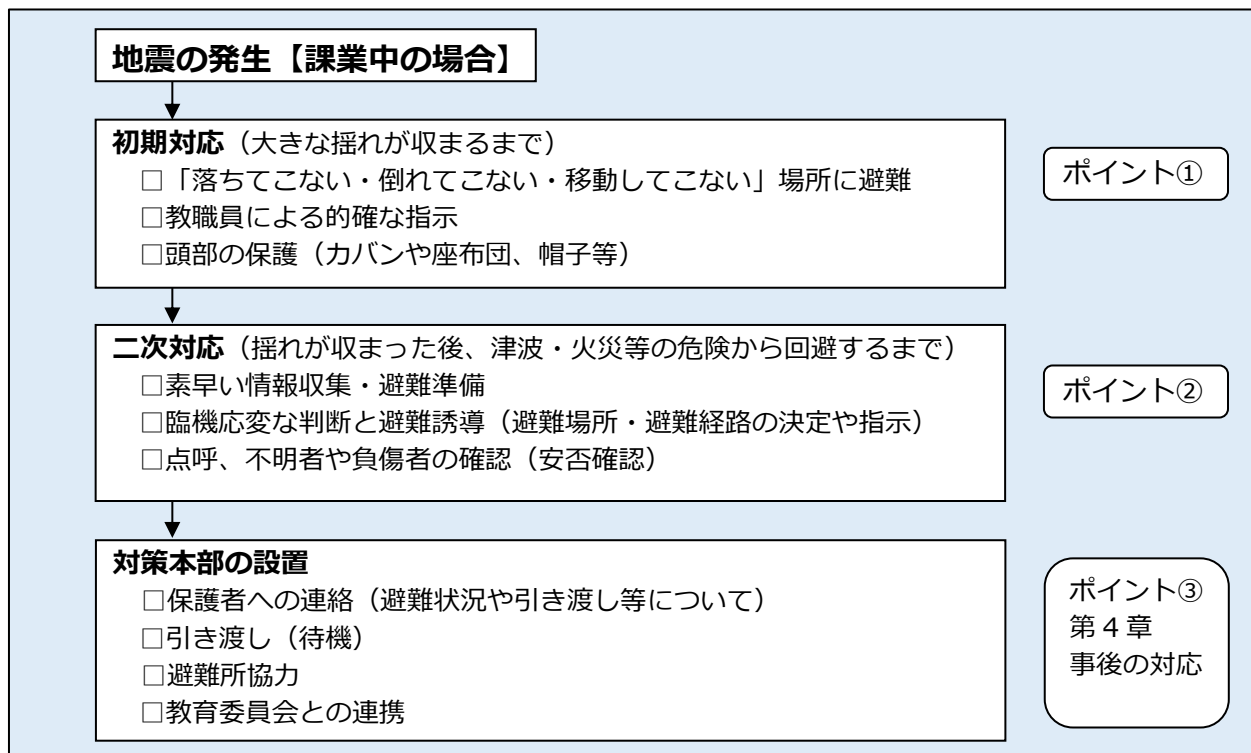 地震の発生【課業中の場合】
初期対応（大きな揺れが収まるまで）
□「落ちてこない・倒れてこない・移動してこない」場所に避難
□教職員による的確な指示
□頭部の保護（カバンや座布団、帽子等）
ポイント①
二次対応（揺れが収まった後、津波・火災等の危険から回避するまで）
□素早い情報収集・避難準備
□臨機応変な判断と避難誘導（避難場所・避難経路の決定や指示）
□点呼、不明者や負傷者の確認（安否確認）
ポイント②
対策本部の設置
□保護者への連絡（避難状況や引き渡し等について）
□引き渡し（待機）
□避難所協力
□教育委員会との連携
ポイント③
第４章
事後の対応